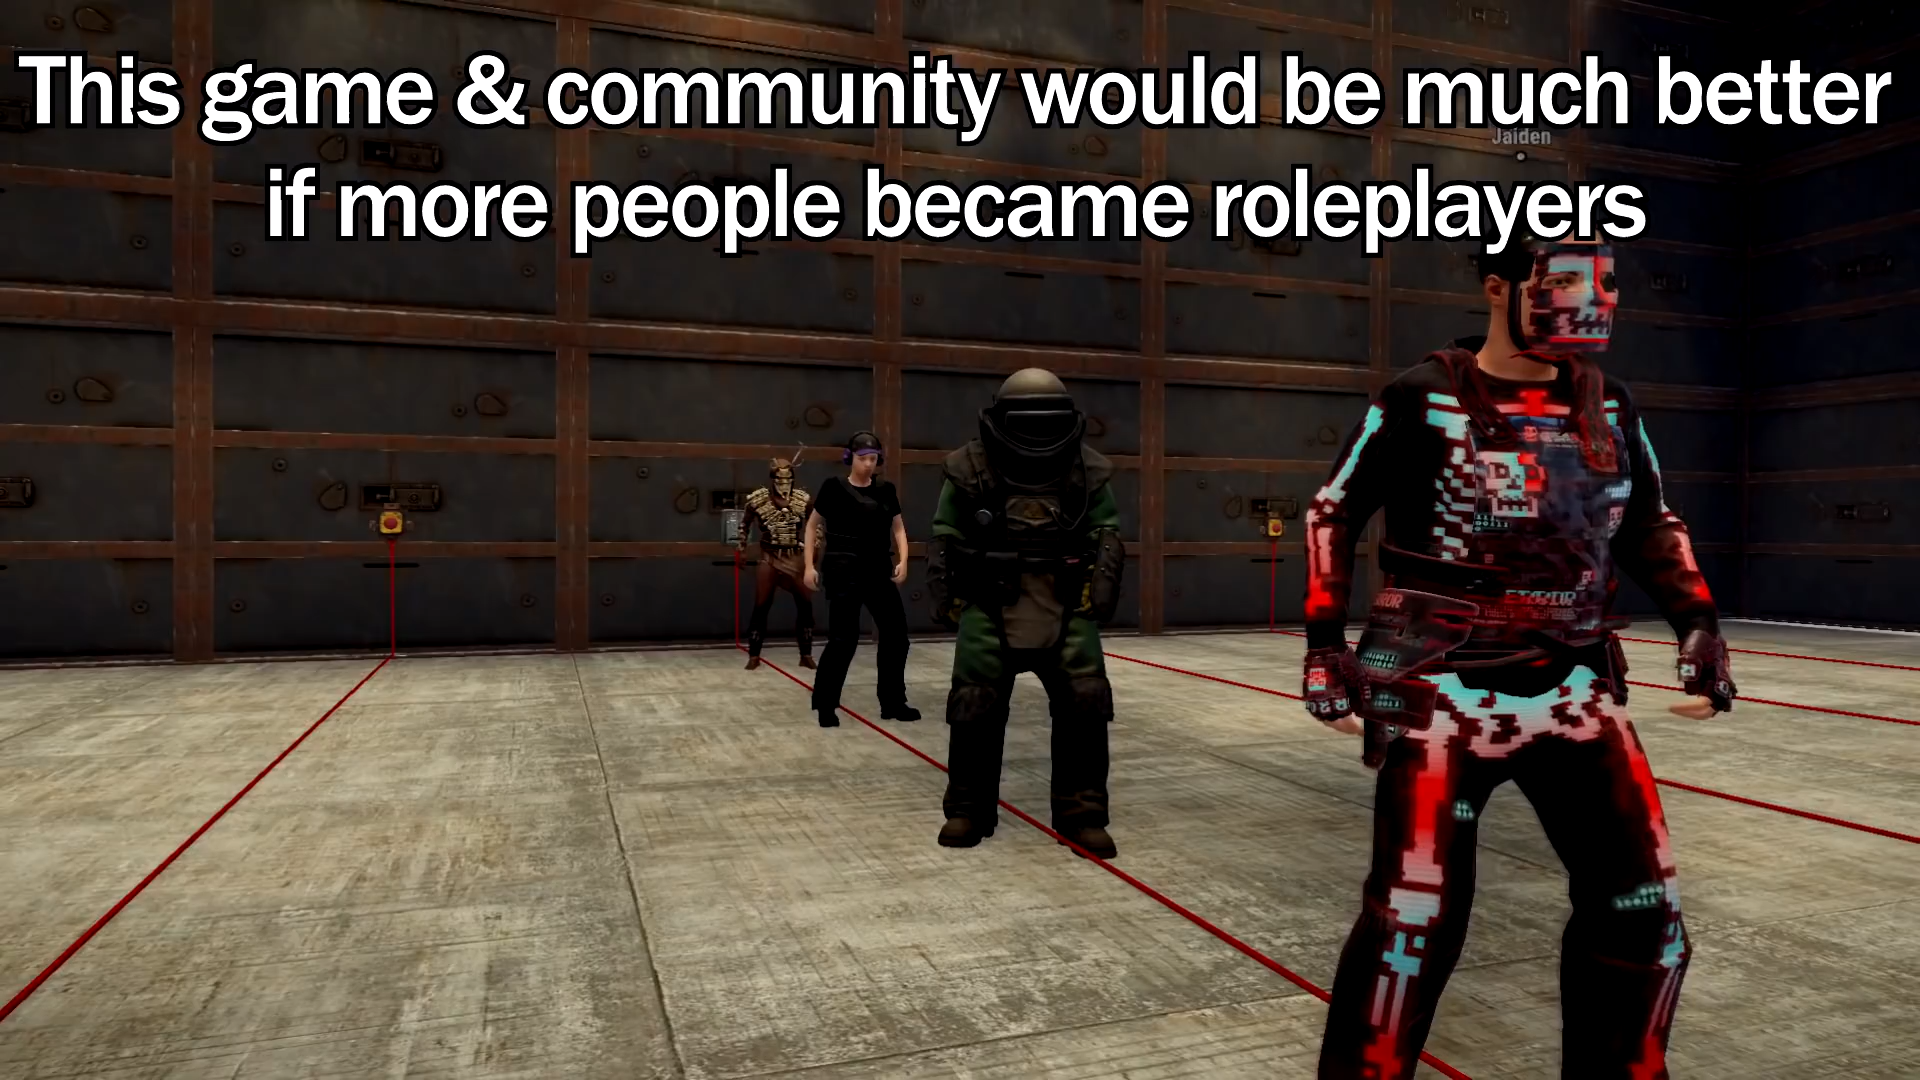 This game & community would be much better
Jaiden
if more people became roleplayers